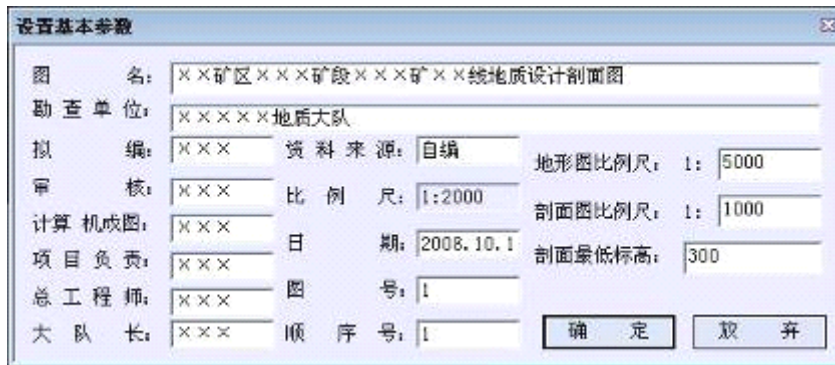 设置基本参数
图 名： ××矿区×××矿段×××矿××线地质设计剖面图
勘 查 单 位： ×××××地质大队
拟 编： ××× 资 料 来 源： 自编 地形图比例尺： 1： 5000
审 核： ××× 比 例 尺： 1:2000 剖面图比例尺： 1： 1000
计算 机成图： ××× 日 期： 2008.10.1 剖面最低标高： 300
项 目 负 责： ×××
总 工 程 师： ××× 图 号： 1
大 队 长： ××× 顺 序 号： 1 确 定 放 弃